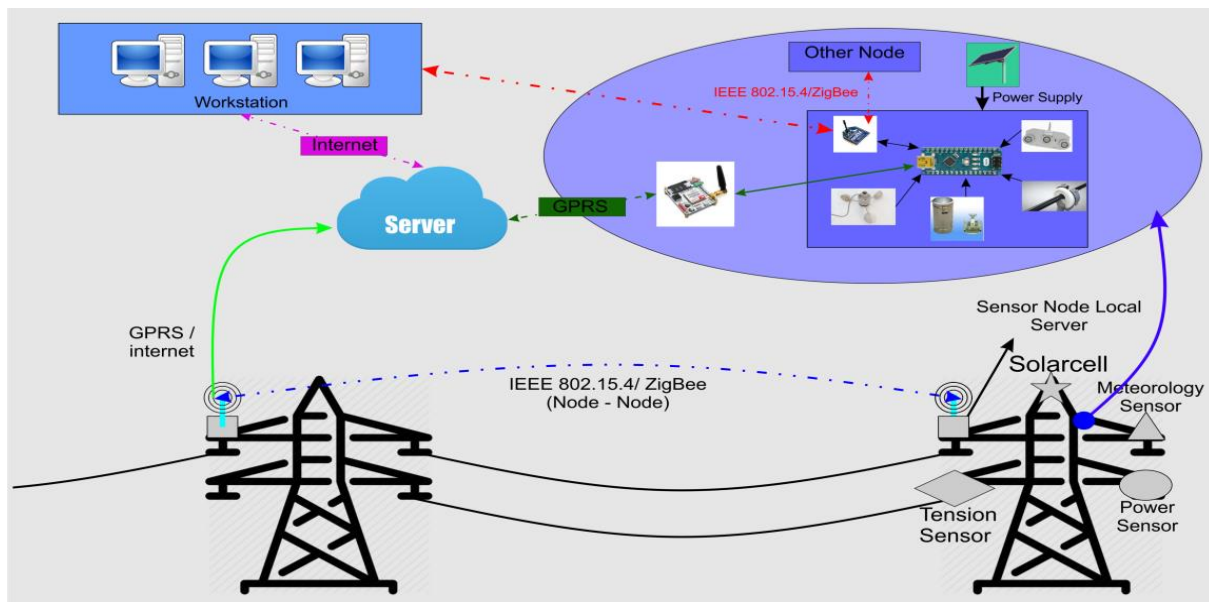 Other Node
IEEE 802.15.4/ZigBee
Power Supply
Workstation
Internet
GPRS
Server
GPRS /
internet
IEEE 802.15.4/ ZigBee
(Node - Node)
Sensor Node Local
Server
Solarcell
Meteorology
Sensor
Tension
Sensor
Power
Sensor